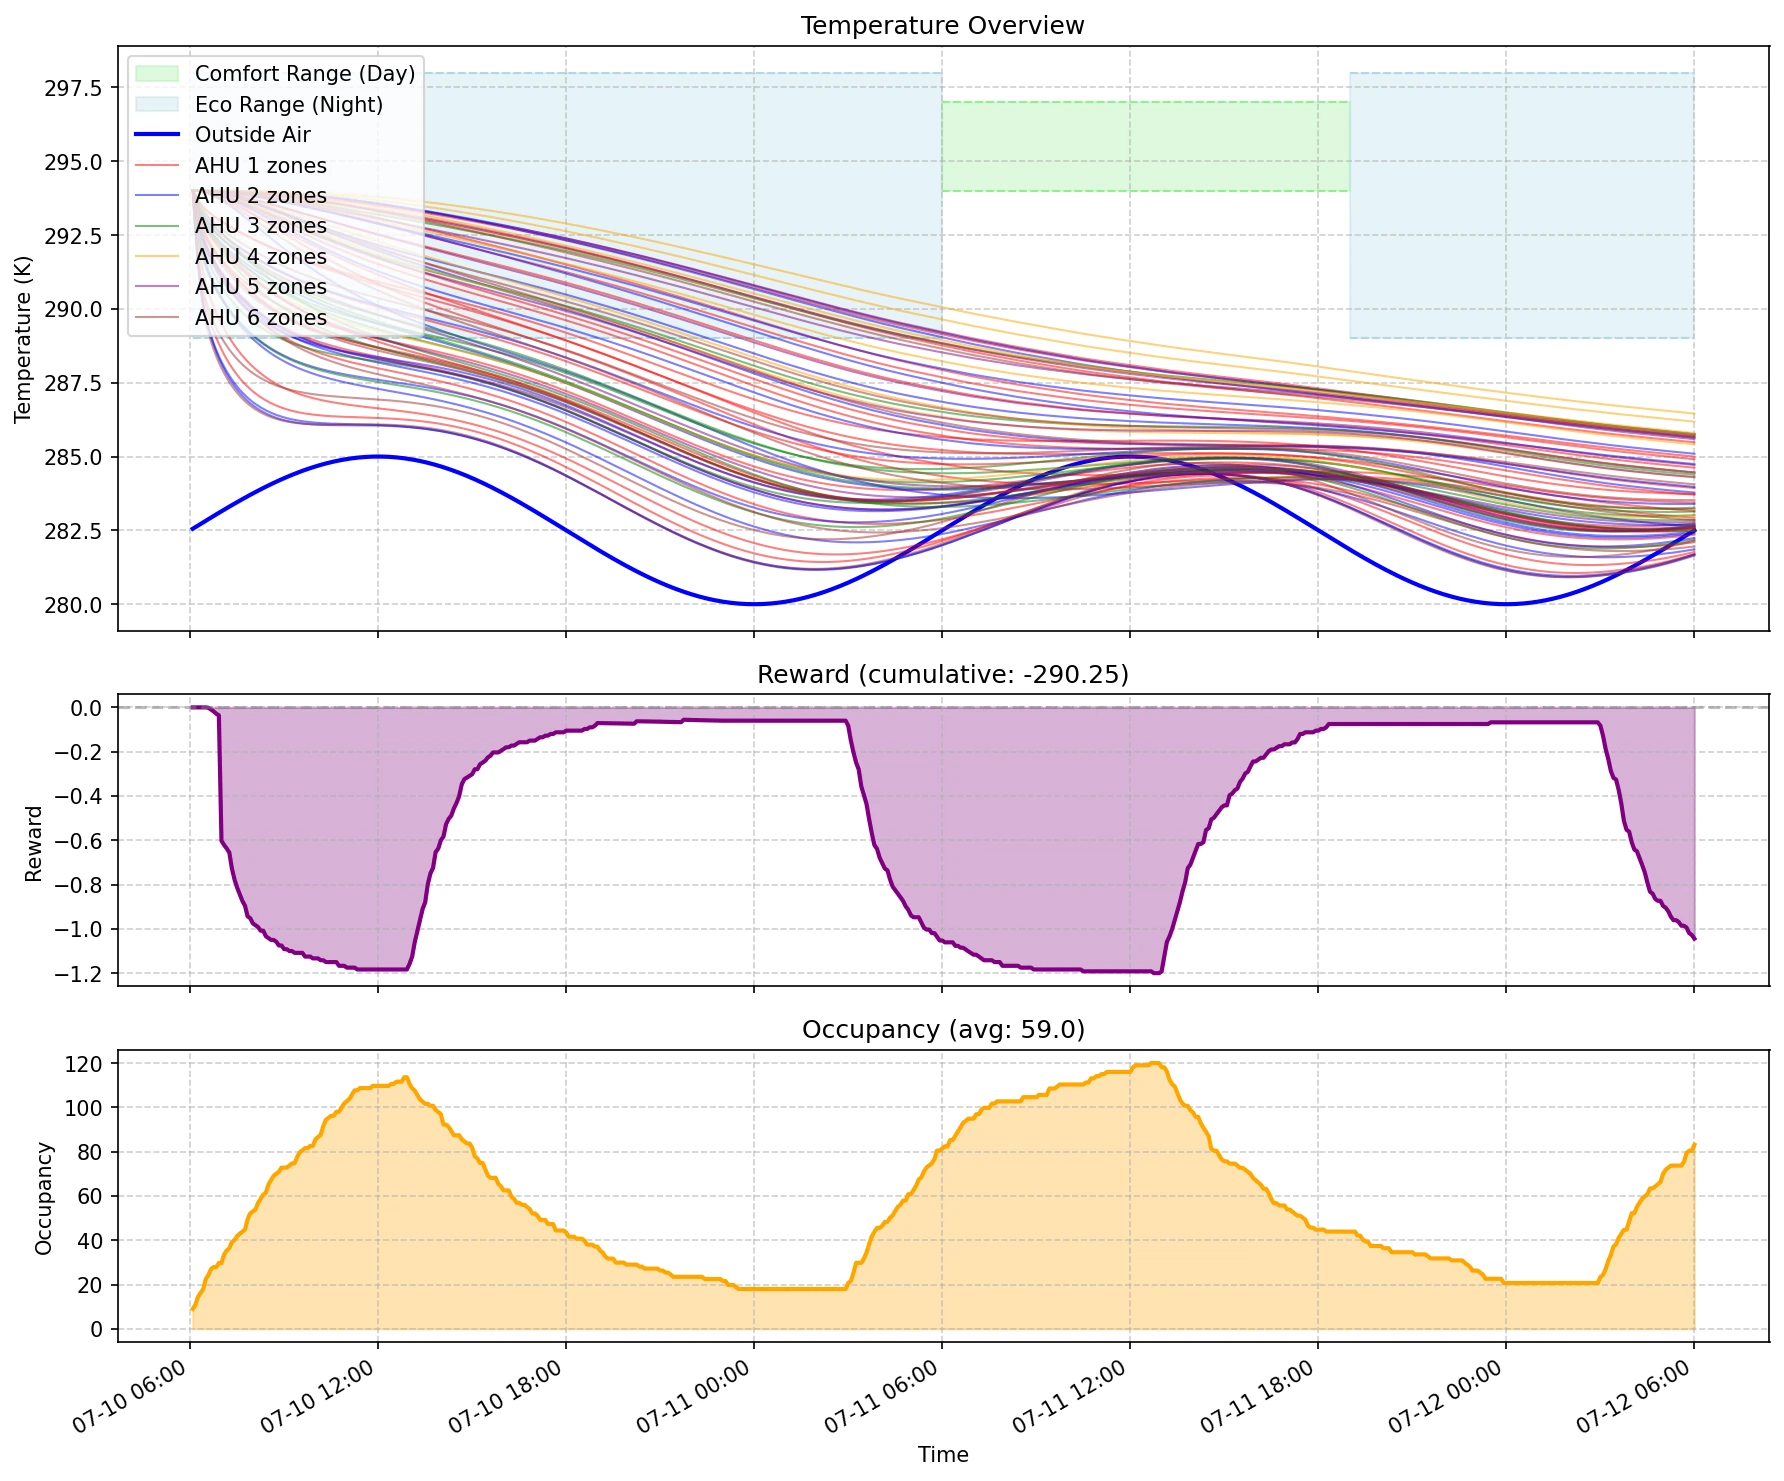 Temperature Overview
Temperature (K)
297.5
295.0
292.5
290.0
287.5
285.0
282.5
280.0
Comfort Range (Day)
Eco Range (Night)
Outside Air
AHU 1 zones
AHU 2 zones
AHU 3 zones
AHU 4 zones
AHU 5 zones
AHU 6 zones
Reward (cumulative: -290.25)
Reward
0.0
−0.2
−0.4
−0.6
−0.8
−1.0
−1.2
Occupancy (avg: 59.0)
Occupancy
120
100
80
60
40
20
0
07-10 06:00
07-10 12:00
07-10 18:00
07-11 00:00
07-11 06:00
07-11 12:00
07-11 18:00
07-12 00:00
07-12 06:00
Time